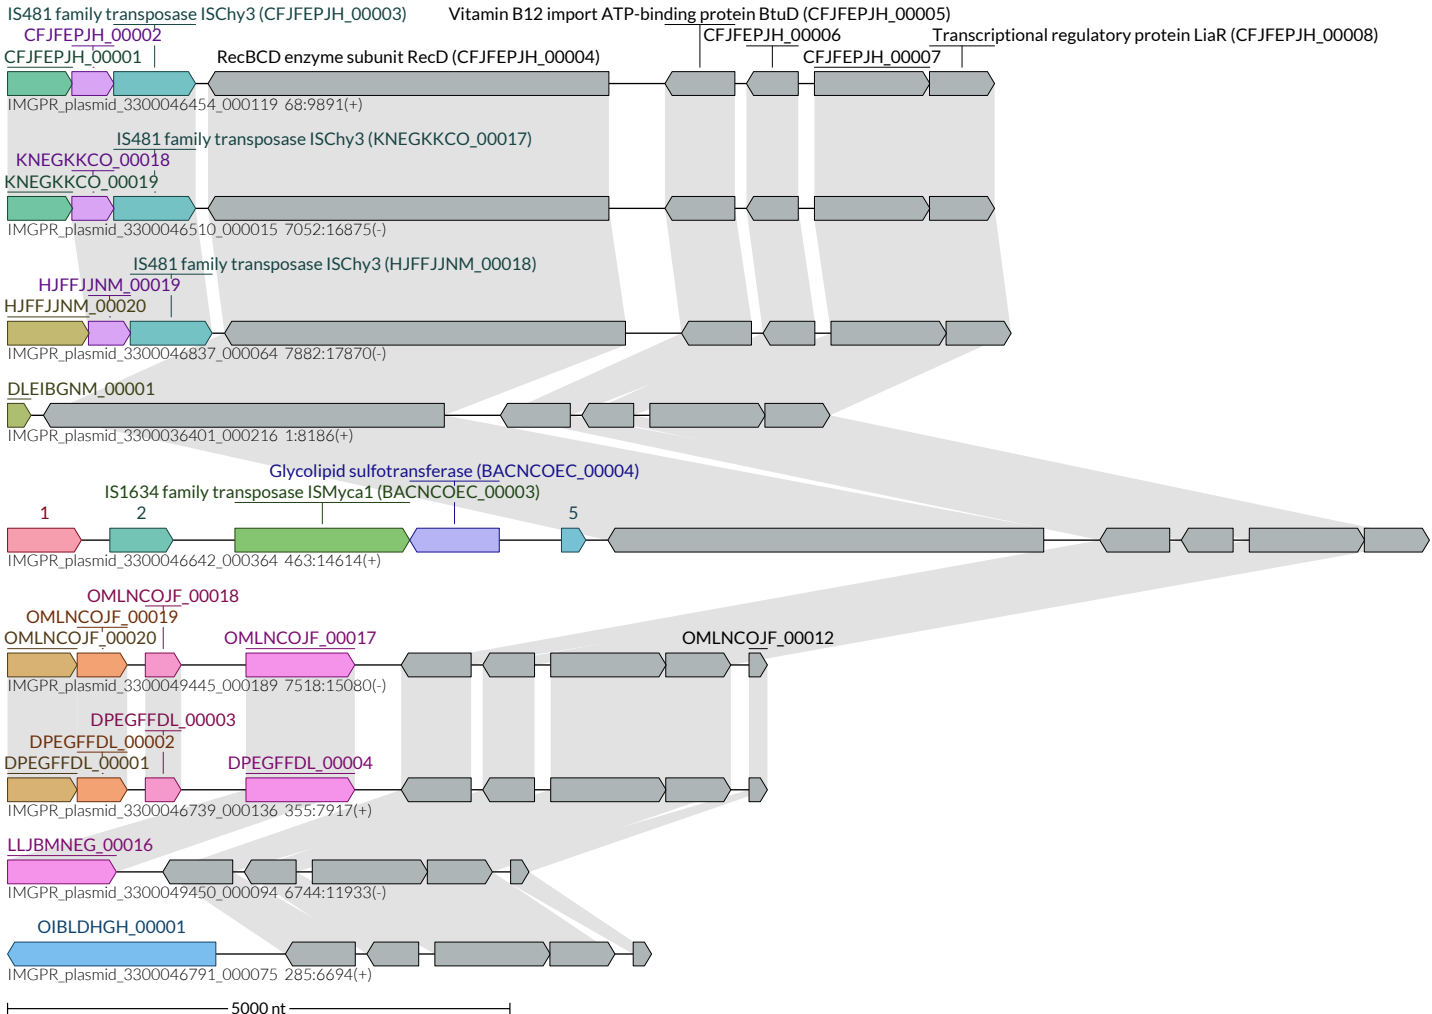 IS481 family transposase ISChy3 (CFJFEPJH_00003)
Vitamin B12 import ATP-binding protein BtuD (CFJFEPJH_00005)
CFJFEPJH_00002
CFJFEPJH_00006
Transcriptional regulatory protein LiaR (CFJFEPJH_00008)
CFJFEPJH_00001
RecBCD enzyme subunit RecD (CFJFEPJH_00004)
CFJFEPJH_00007
IMGPR_plasmid_3300046454_000119 68:9891(+)
IS481 family transposase ISChy3 (KNEGKKCO_00017)
KNEGKKCO_00018
KNEGKKCO_00019
IMGPR_plasmid_3300046510_000015 7052:16875(-)
IS481 family transposase ISChy3 (HJFFJJNM_00018)
HJFFJJNM_00019
HJFFJJNM_00020
IMGPR_plasmid_3300046837_000064 7882:17870(-)
DLEIBGNM_00001
IMGPR_plasmid_3300036401_000216 1:8186(+)
Glycolipid sulfotransferase (BACNCOEC_00004)
IS1634 family transposase ISMyca1 (BACNCOEC_00003)
1 2 5
IMGPR_plasmid_3300046642_000364 463:14614(+)
OMLNCOJF_00018
OMLNCOJF_00019
OMLNCOJF_00020
OMLNCOJF_00017
OMLNCOJF_00012
IMGPR_plasmid_3300049445_000189 7518:15080(-)
DPEGFFDL_00003
DPEGFFDL_00002
DPEGFFDL_00001
DPEGFFDL_00004
IMGPR_plasmid_3300046739_000136 355:7917(+)
LLJBMNEG_00016
IMGPR_plasmid_3300049450_000094 6744:11933(-)
OIBLDHGH_00001
IMGPR_plasmid_3300046791_000075 285:6694(+)
5000 nt